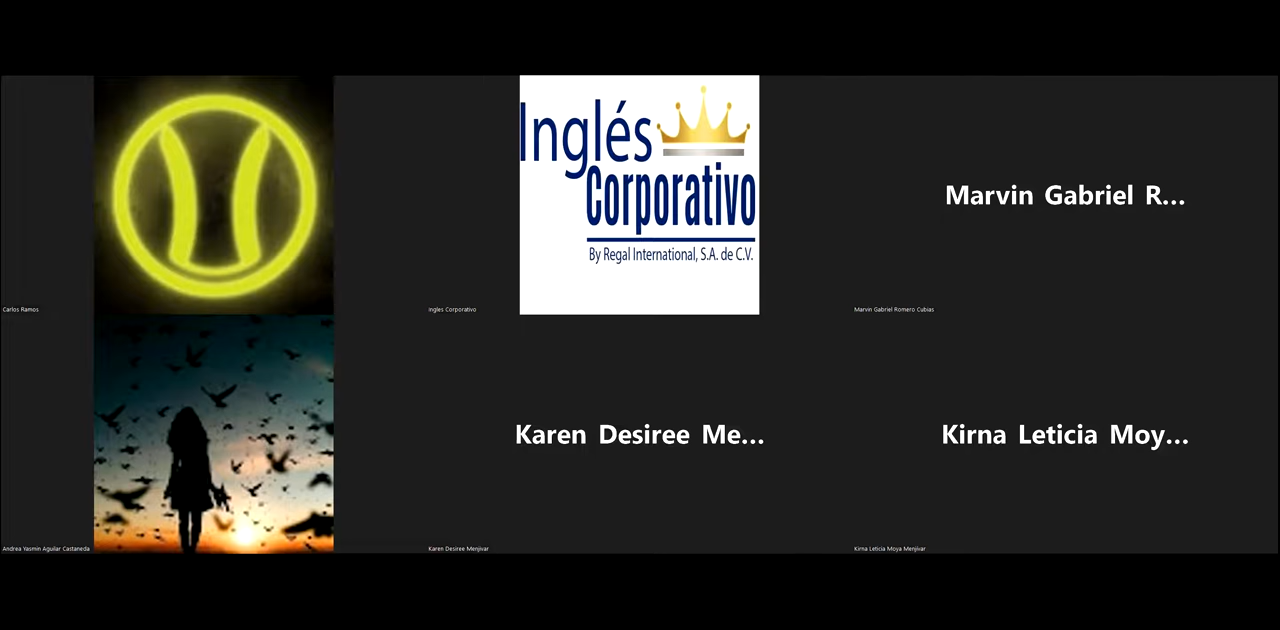 Inglés
Corporativo
By Regal International, S.A. de C.V.
Marvin Gabriel R...
Carlos Ramos
Ingles Corporativo
Marvin Gabriel Romero Cubias
Karen Desiree Me...
Kirna Leticia Moy...
Andrea Yasmin Aguilar Castaneda
Karen Desiree Menjivar
Kirna Leticia Moya Menjivar